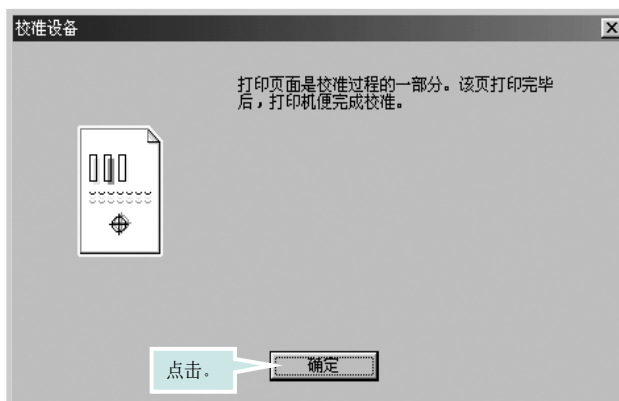 校准设备
打印页面是校准过程的一部分。该页打印完毕
后，打印机便完成校准。
点击。
确定